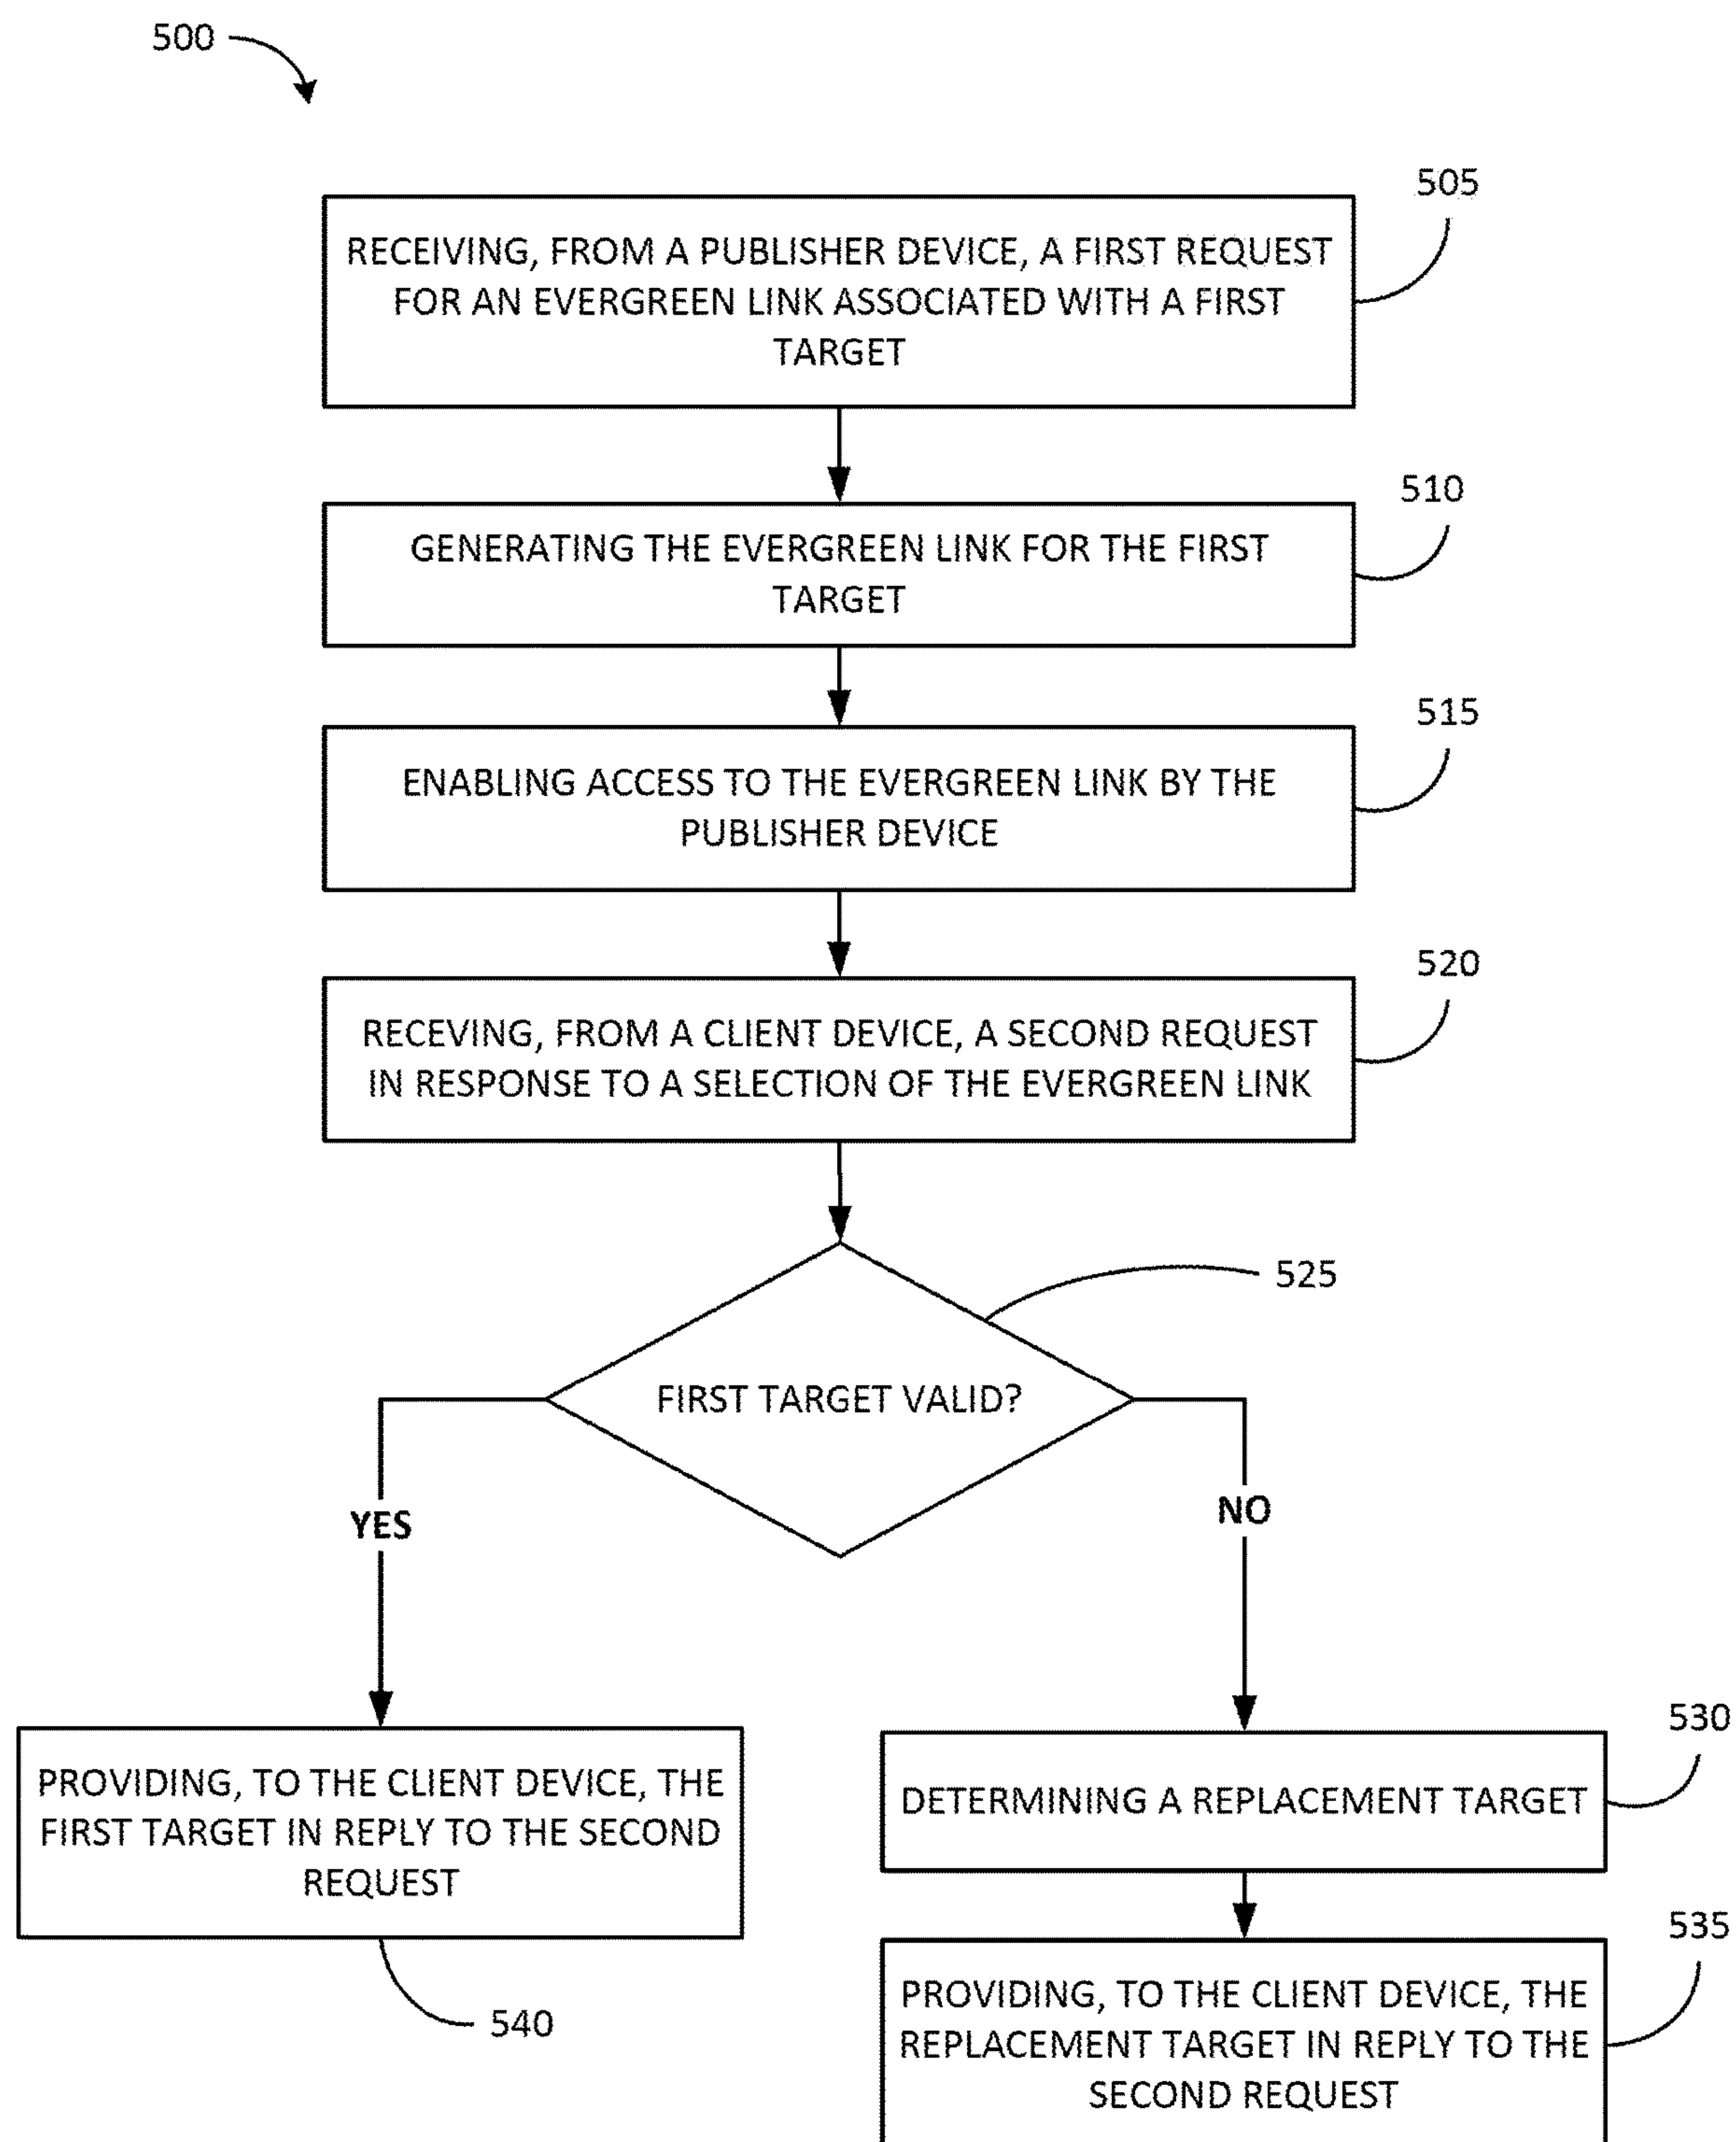 500
505
RECEIVING, FROM A PUBLISHER DEVICE, A FIRST REQUEST
FOR AN EVERGREEN LINK ASSOCIATED WITH A FIRST
TARGET
510
GENERATING THE EVERGREEN LINK FOR THE FIRST
TARGET
515
ENABLING ACCESS TO THE EVERGREEN LINK BY THE
PUBLISHER DEVICE
520
RECEVING, FROM A CLIENT DEVICE, A SECOND REQUEST
IN RESPONSE TO A SELECTION OF THE EVERGREEN LINK
525
FIRST TARGET VALID?
YES
NO
PROVIDING, TO THE CLIENT DEVICE, THE
FIRST TARGET IN REPLY TO THE SECOND
REQUEST
540
530
DETERMINING A REPLACEMENT TARGET
535
PROVIDING, TO THE CLIENT DEVICE, THE
REPLACEMENT TARGET IN REPLY TO THE
SECOND REQUEST